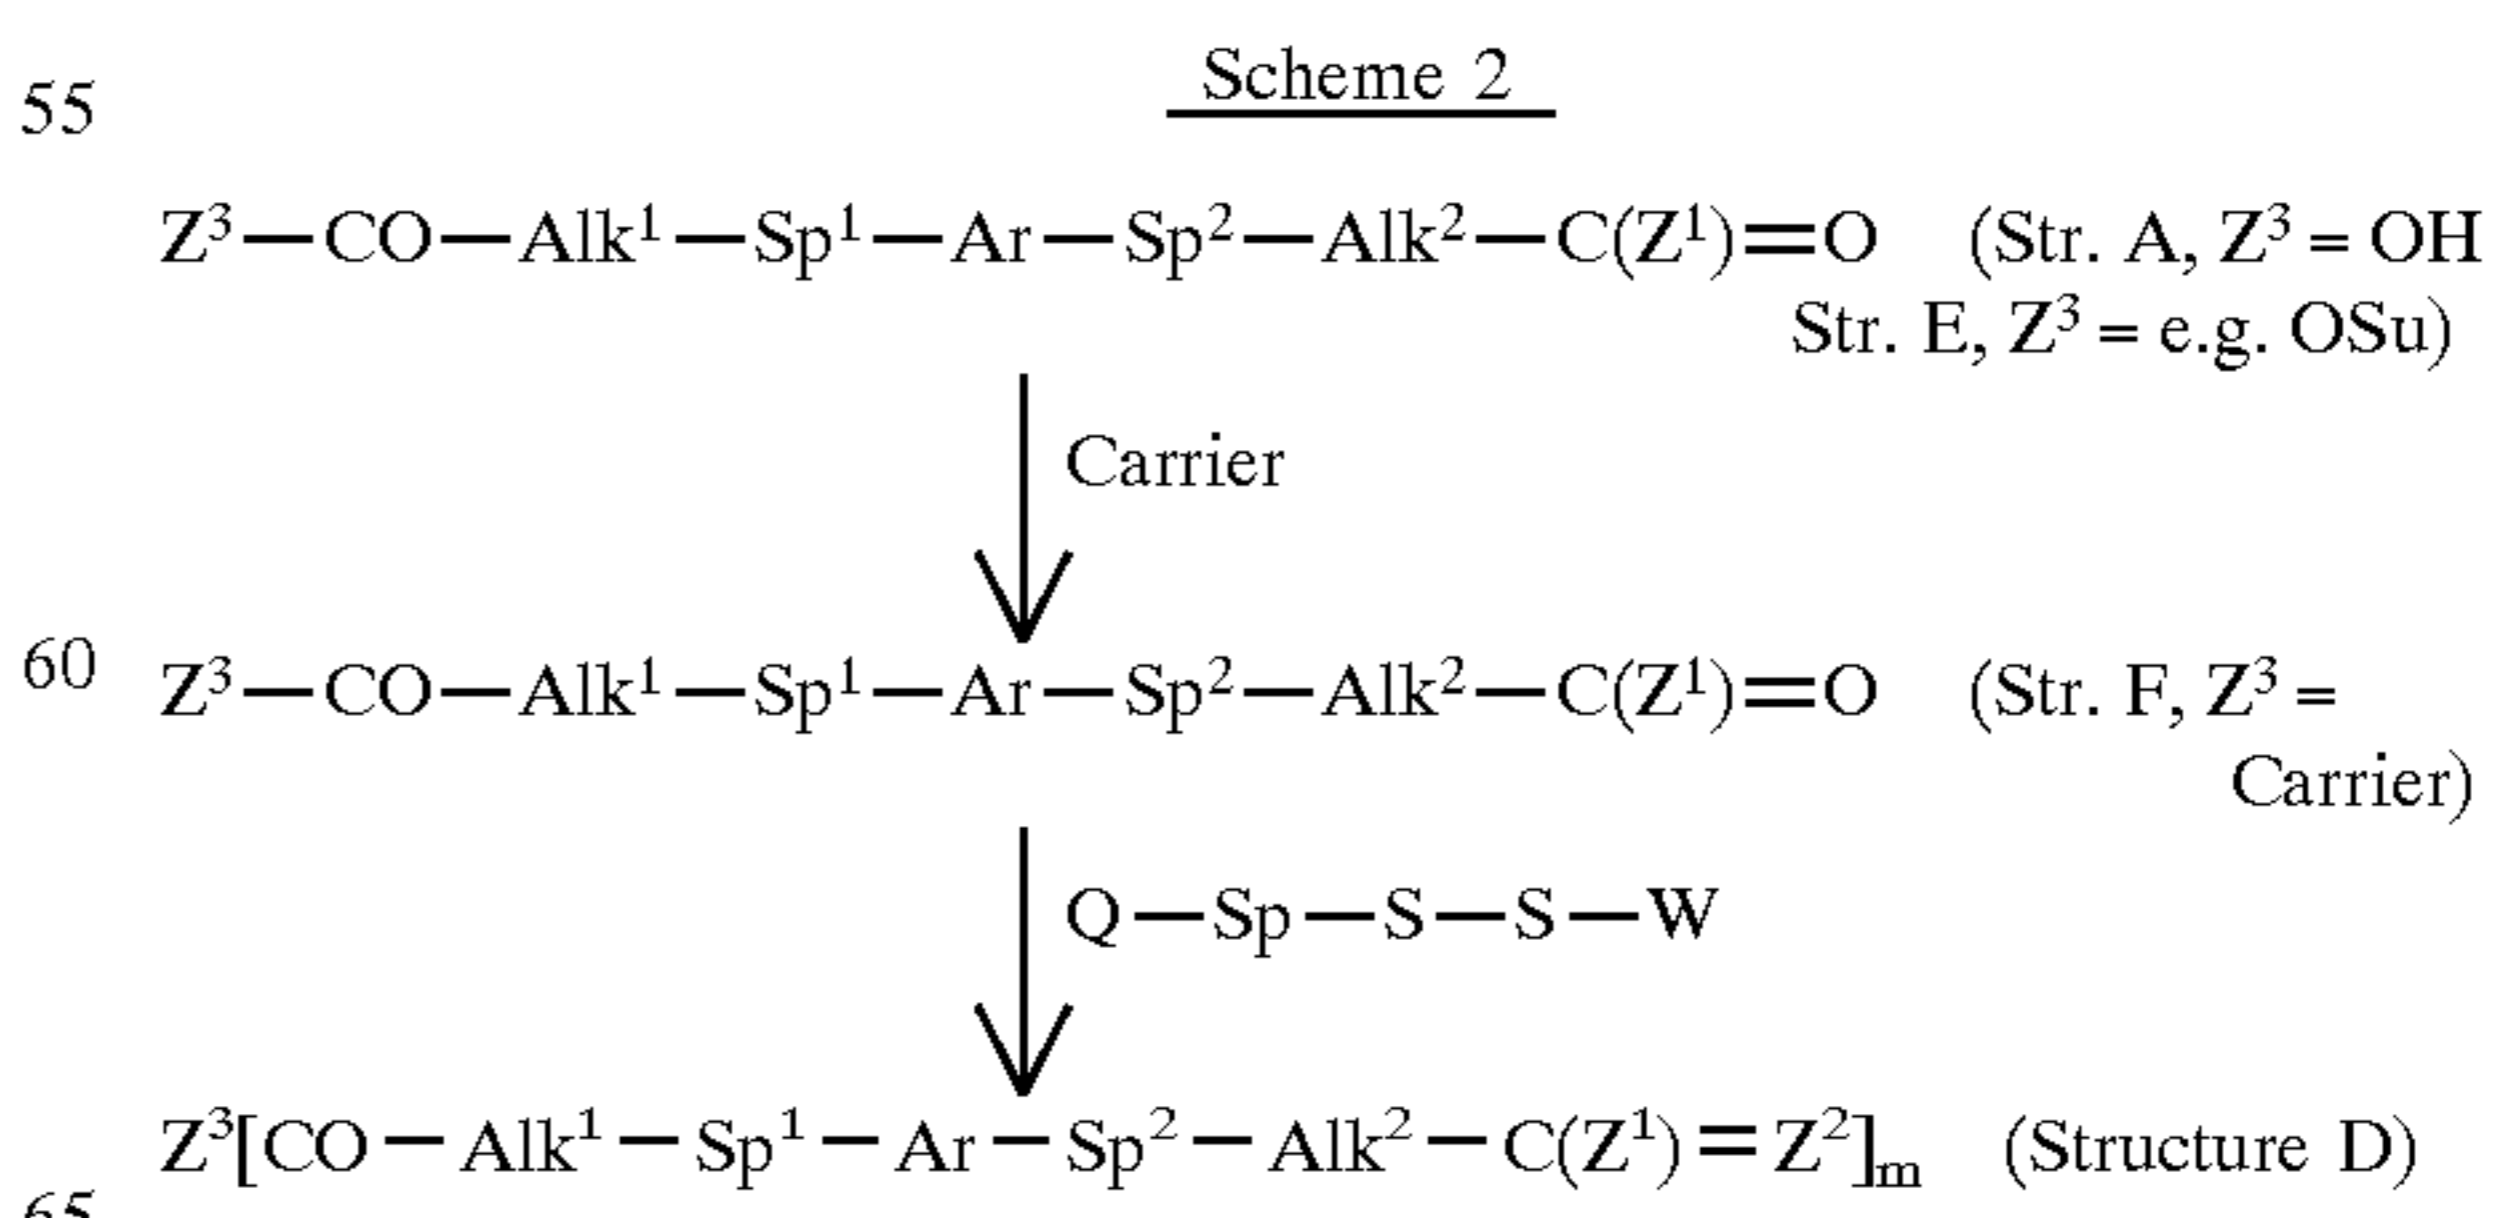 Scheme 2
55
Z³—CO—Alk¹—Sp¹—Ar—Sp²—Alk²—C(Z¹)=O (Str. A, Z³ = OH
Str. E, Z³ = e.g. OSu)
Carrier
60 Z³—CO—Alk¹—Sp¹—Ar—Sp²—Alk²—C(Z¹)=O (Str. F, Z³ =
Carrier)
Q—Sp—S—S—W
Z³[CO—Alk¹—Sp¹—Ar—Sp²—Alk²—C(Z¹)=Z²]m (Structure D)
65